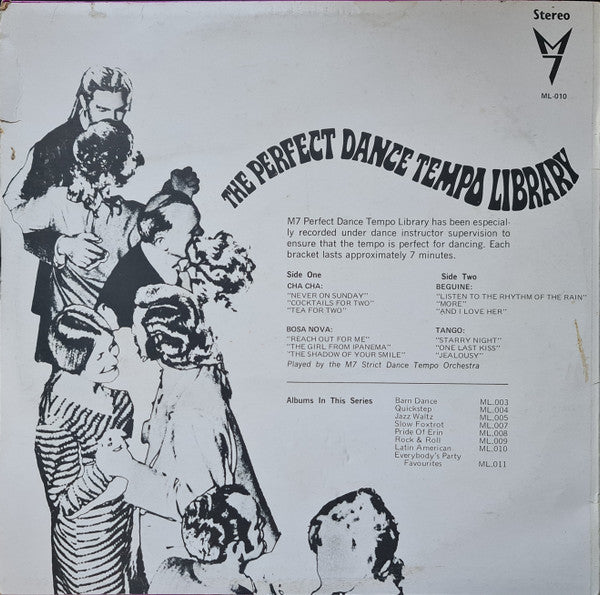 Stereo
M7
ML-010
THE PERFECT DANCE TEMPO LIBRARY
M7 Perfect Dance Tempo Library has been especial-
ly recorded under dance instructor supervision to
ensure that the tempo is perfect for dancing. Each
bracket lasts approximately 7 minutes.
Side One
CHA CHA:
"NEVER ON SUNDAY"
"COCKTAILS FOR TWO"
"TEA FOR TWO"
BOSA NOVA:
"REACH OUT FOR ME"
"THE GIRL FROM IPANEMA"
"THE SHADOW OF YOUR SMILE"
Side Two
BEGUINE:
"LISTEN TO THE RHYTHM OF THE RAIN"
"MORE"
"AND I LOVE HER"
TANGO:
"STARRY NIGHT"
"ONE LAST KISS"
"JEALOUSY"
Played by the M7 Strict Dance Tempo Orchestra
Albums In This Series
Barn Dance ML.003
Quickstep ML.004
Jazz Waltz ML.005
Slow Foxtrot ML.007
Pride Of Erin ML.008
Rock & Roll ML.009
Latin American ML.010
Everybody's Party
Favourites ML.011